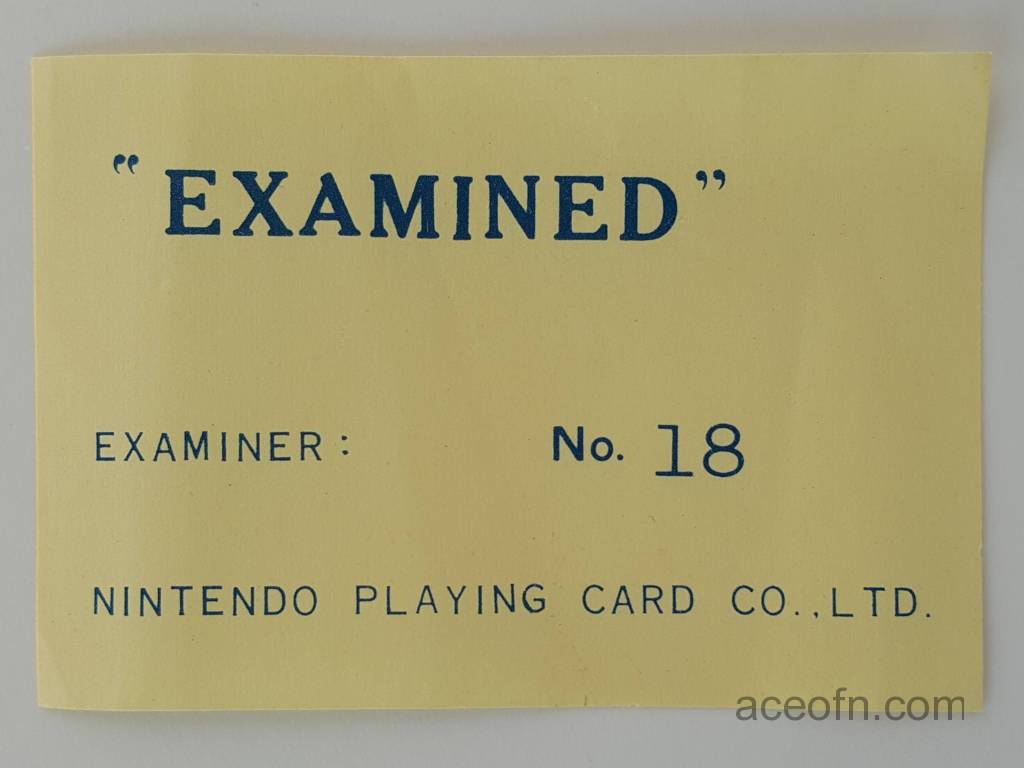 “EXAMINED”
EXAMINER: No. 18
NINTENDO PLAYING CARD CO.,LTD.
aceofn.com